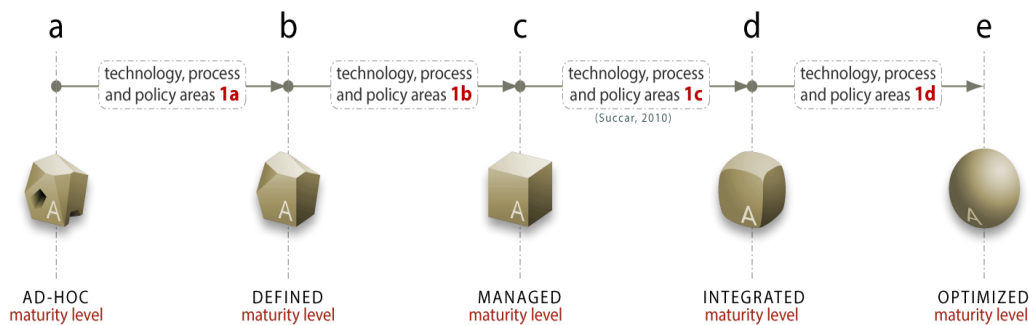 a
b
c
d
e
technology, process
and policy areas 1a
technology, process
and policy areas 1b
technology, process
and policy areas 1c
technology, process
and policy areas 1d
(Succar, 2010)
A
A
A
A
A
AD-HOC
maturity level
DEFINED
maturity level
MANAGED
maturity level
INTEGRATED
maturity level
OPTIMIZED
maturity level